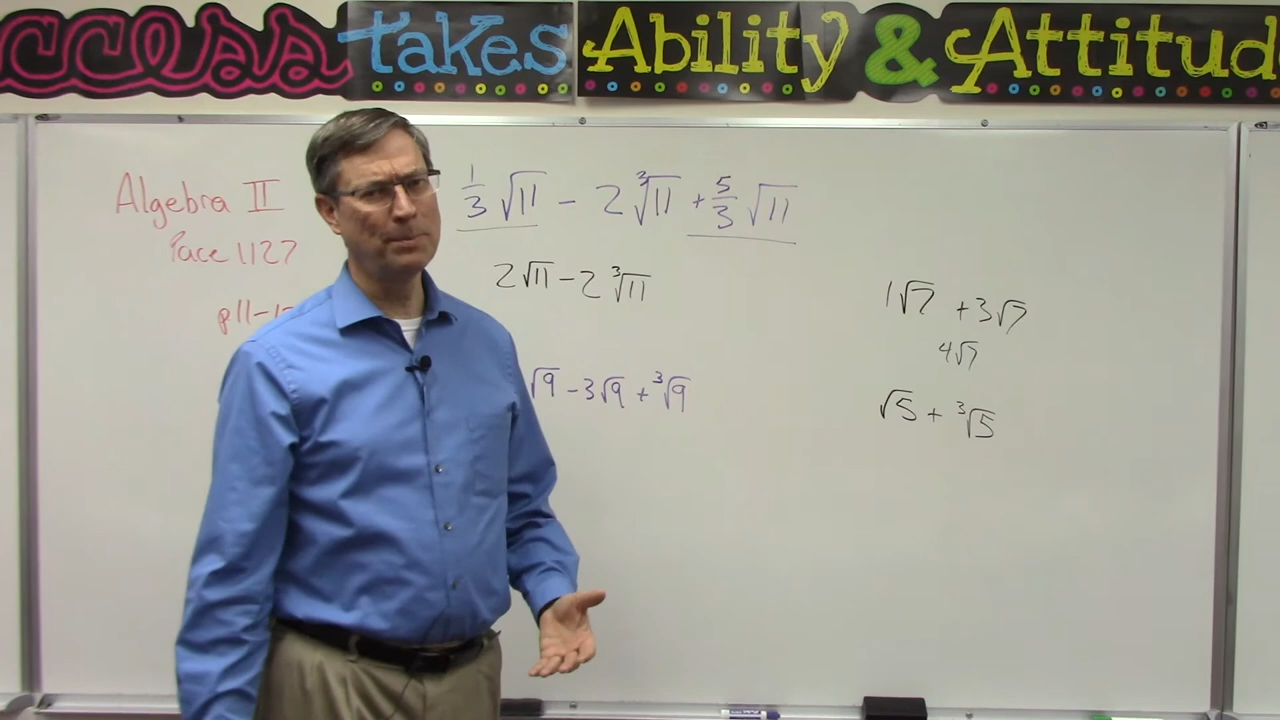 ccess takes Ability & Attitud
Algebra II
Pace 1127
p11-1
1/3 √11 - 2 ∛11 + 5/3 √11
2√11 - 2 ∛11
√9 - 3√9 + ∛9
1√7 + 3√7
4√7
√5 + ∛5